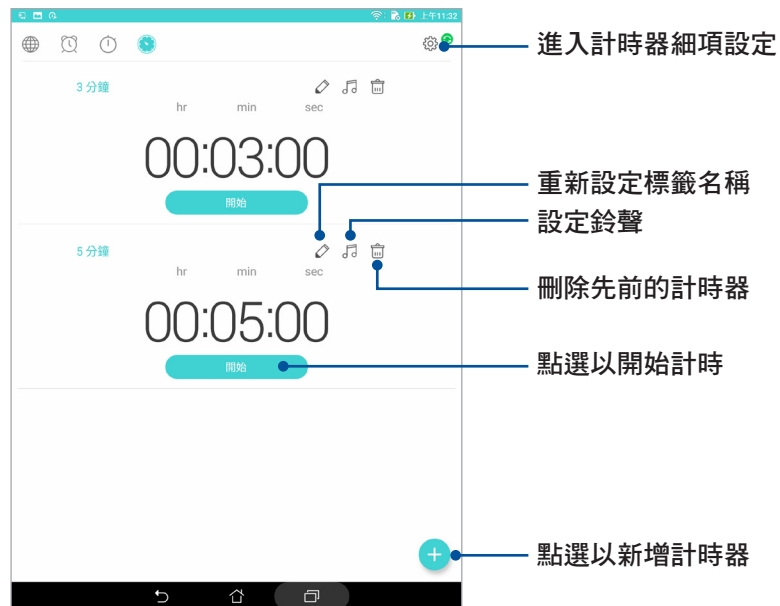 上午11:32
進入計時器細項設定
3 分鐘
hr min sec
00:03:00
開始
重新設定標籤名稱
設定鈴聲
5 分鐘
hr min sec
刪除先前的計時器
00:05:00
開始
點選以開始計時
點選以新增計時器